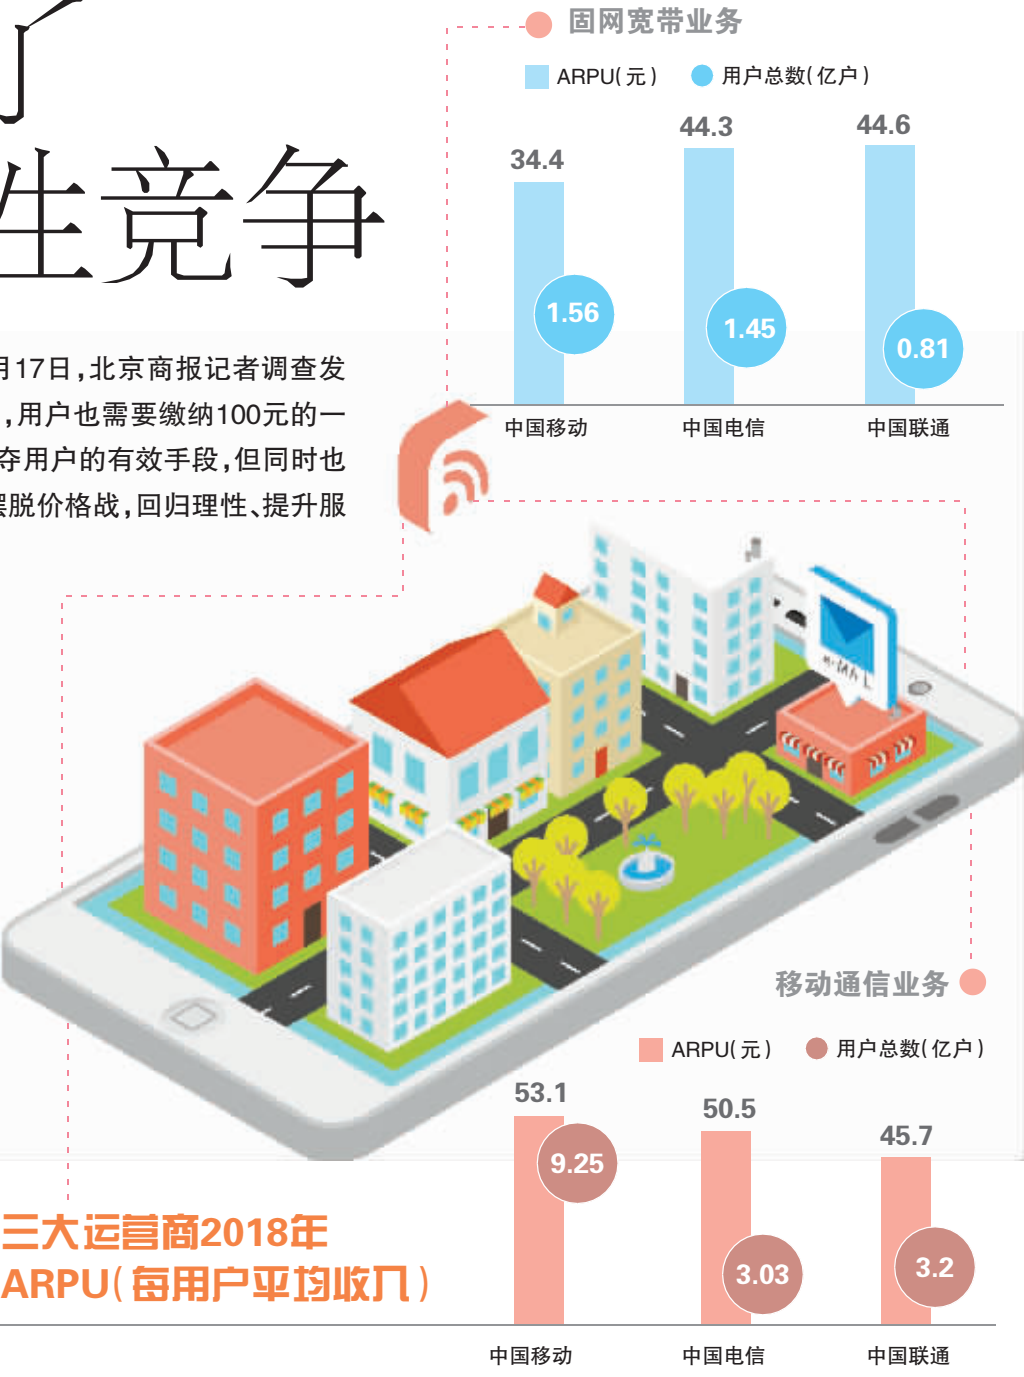 了
生竞争
月17日,北京商报记者调查发
,用户也需要缴纳100元的一
夺用户的有效手段,但同时也
摆脱价格战,回归理性、提升服
固网宽带业务
ARPU(元) 用户总数(亿户)
34.4 44.3 44.6
1.56 1.45 0.81
中国移动 中国电信 中国联通
e-MAIL
移动通信业务
ARPU(元) 用户总数(亿户)
53.1 50.5 45.7
9.25 3.03 3.2
中国移动 中国电信 中国联通
三大运营商2018年
ARPU(每用户平均收入)